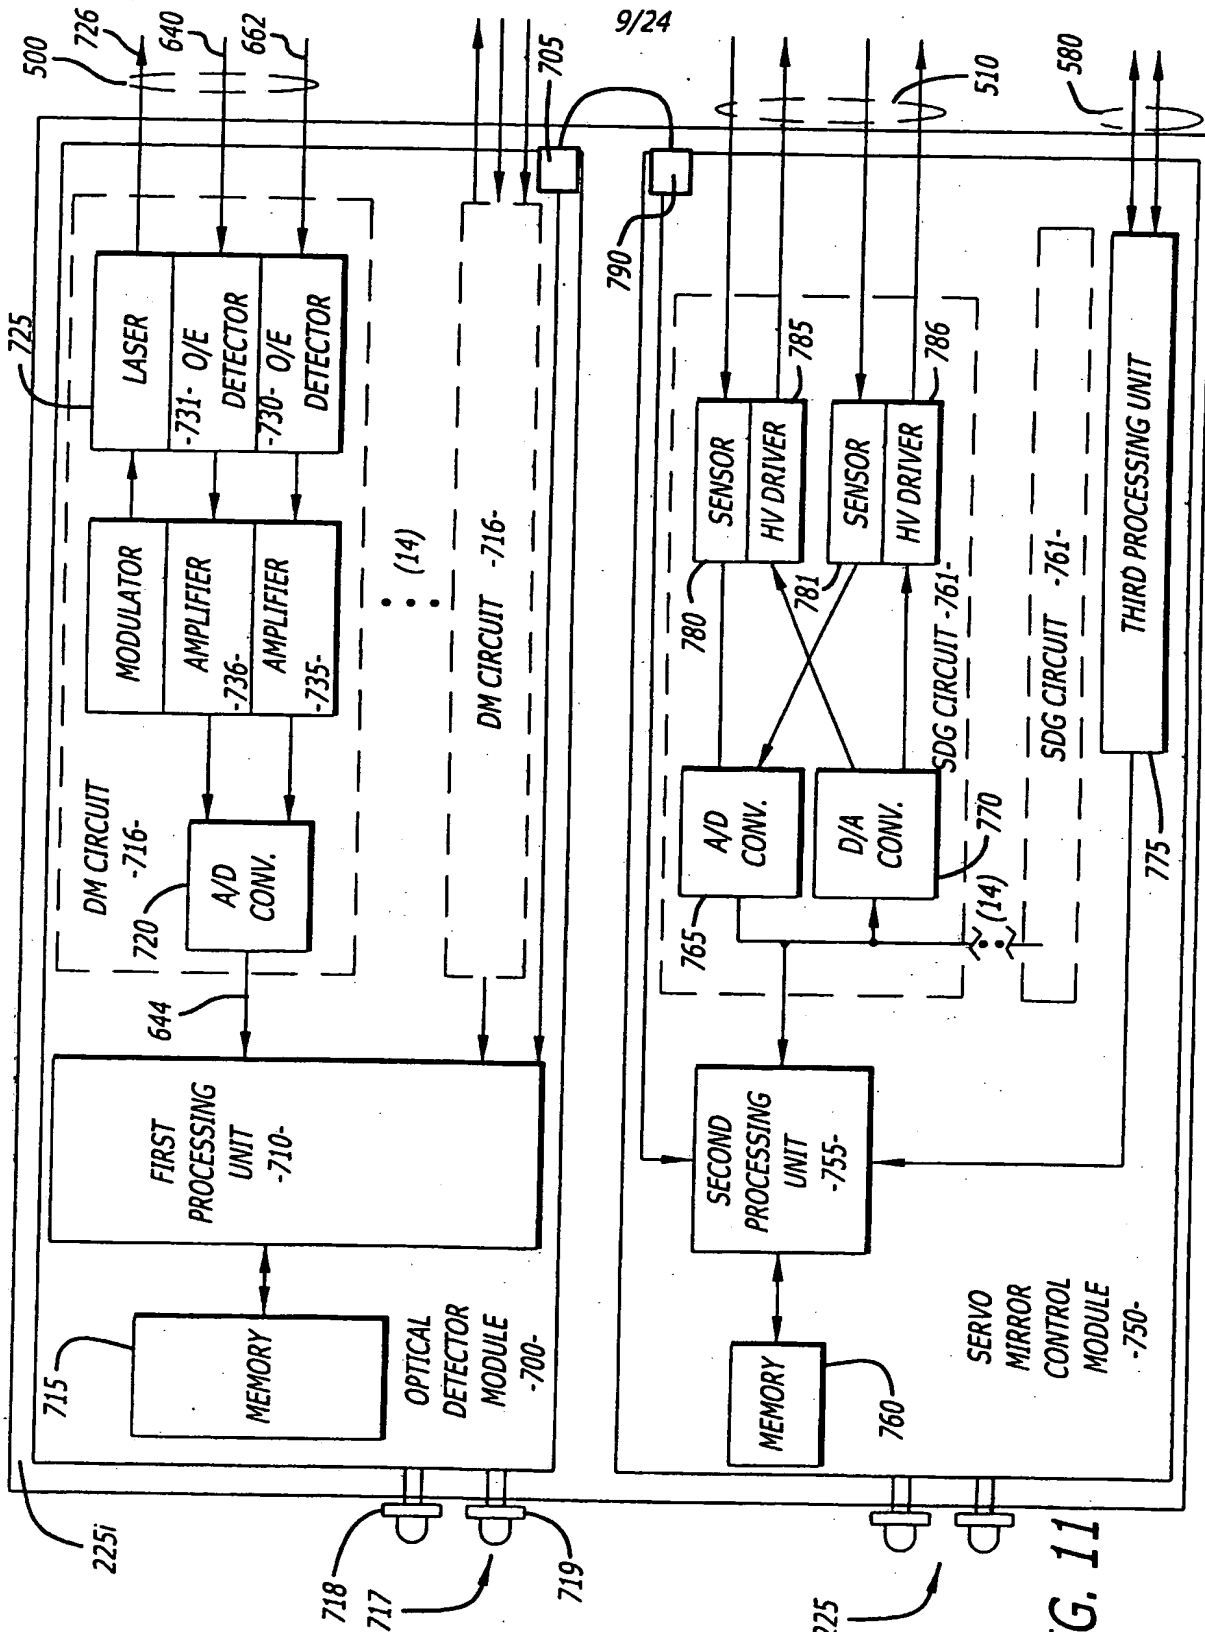 9/24
500
726
640
662
705
725
LASER
-731- O/E
DETECTOR
-730- O/E
DETECTOR
MODULATOR
AMPLIFIER
-736-
AMPLIFIER
-735-
DM CIRCUIT
-716-
720
A/D
CONV.
644
(14)
DM CIRCUIT -716-
FIRST
PROCESSING
UNIT
-710-
715
MEMORY
OPTICAL
DETECTOR
MODULE
-700-
225i
718
717
719
790
510
580
SENSOR
HV DRIVER
785
780
SENSOR
HV DRIVER
786
781
A/D
CONV.
765
D/A
CONV.
770
SDG CIRCUIT -761-
(14)
SDG CIRCUIT -761-
THIRD PROCESSING UNIT
775
SECOND
PROCESSING
UNIT
-755-
MEMORY
760
SERVO
MIRROR
CONTROL
MODULE
-750-
225
G. 11